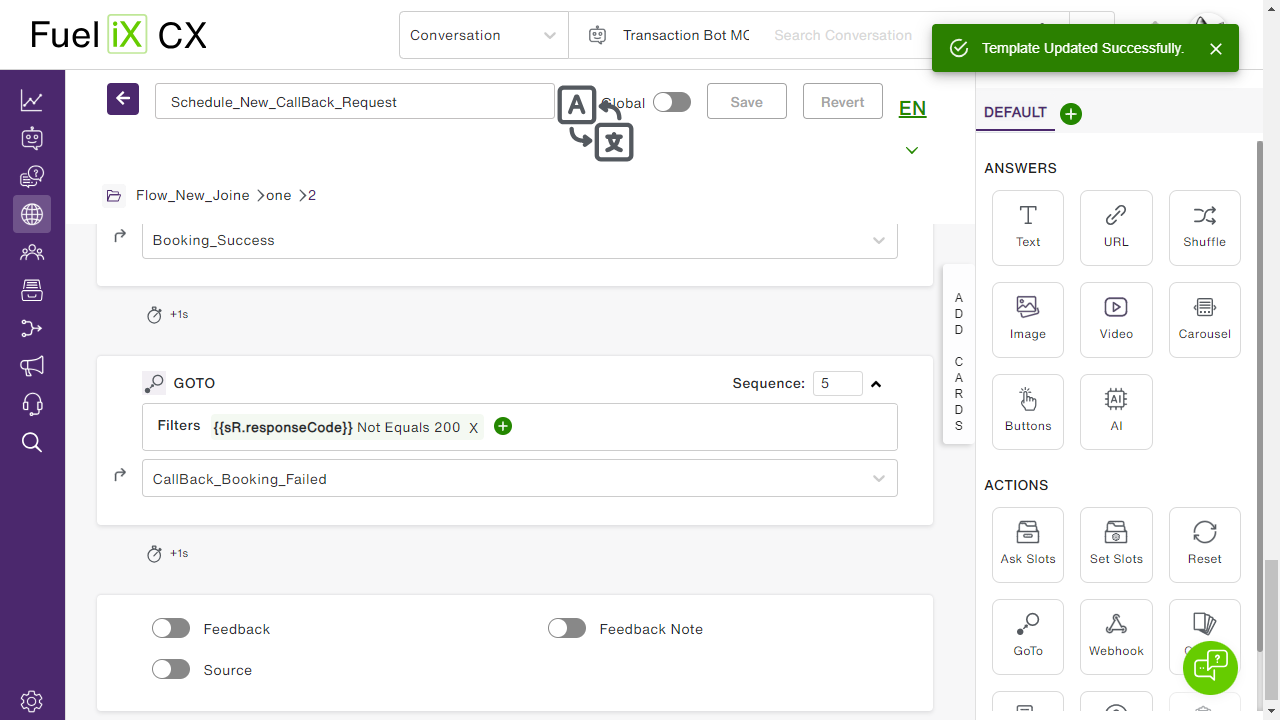 Fuel iX CX
Conversation
Transaction Bot MC
Search Conversation
Template Updated Successfully.
Schedule_New_CallBack_Request
A
文
Global
Save
Revert
EN
Flow_New_Joine
one
2
Booking_Success
+1s
GOTO
Sequence:
5
Filters
{{sR.responseCode}} Not Equals 200 X
CallBack_Booking_Failed
+1s
Feedback
Feedback Note
Source
ADD CARDS
DEFAULT
ANSWERS
Text
URL
Shuffle
Image
Video
Carousel
Buttons
AI
AI
ACTIONS
Ask Slots
Set Slots
Reset
GoTo
Webhook